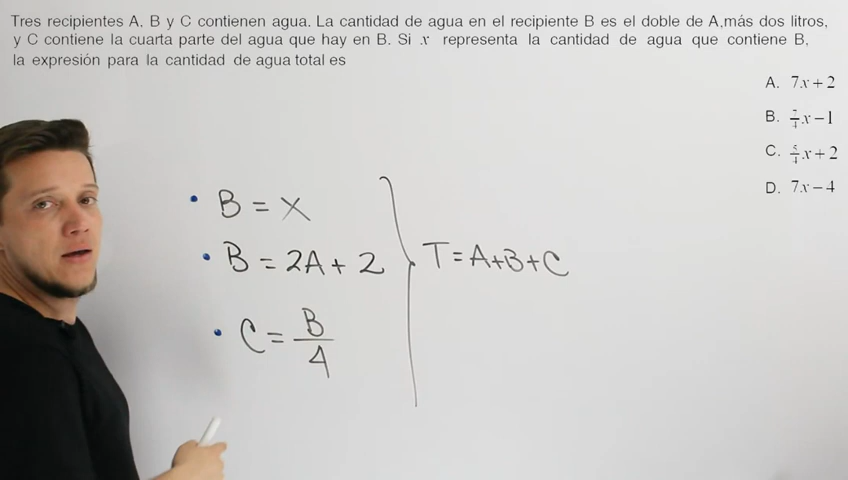 Tres recipientes A, B y C contienen agua. La cantidad de agua en el recipiente B es el doble de A,más dos litros,
y C contiene la cuarta parte del agua que hay en B. Si x representa la cantidad de agua que contiene B,
la expresión para la cantidad de agua total es
A. 7x + 2
B. 7/4 x − 1
C. 5/4 x + 2
D. 7x − 4
• B = X
• B = 2A + 2
T = A+B+C
• C = B/4